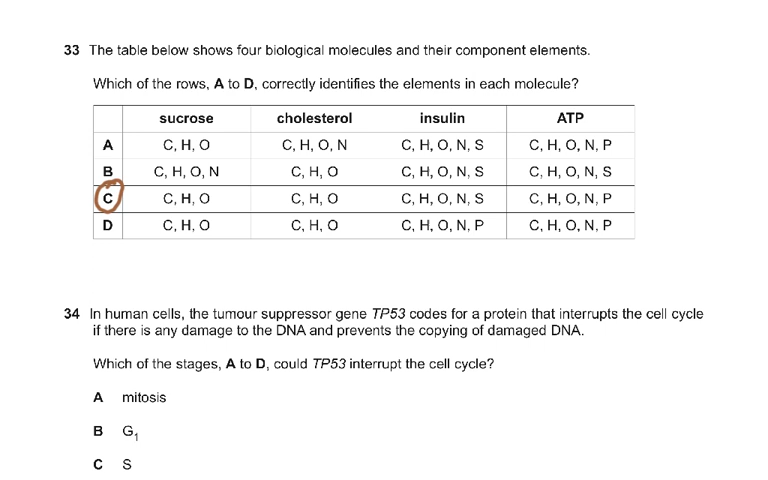 33 The table below shows four biological molecules and their component elements.
Which of the rows, A to D, correctly identifies the elements in each molecule?
sucrose cholesterol insulin ATP
A C, H, O C, H, O, N C, H, O, N, S C, H, O, N, P
B C, H, O, N C, H, O C, H, O, N, S C, H, O, N, S
C C, H, O C, H, O C, H, O, N, S C, H, O, N, P
D C, H, O C, H, O C, H, O, N, P C, H, O, N, P
34 In human cells, the tumour suppressor gene TP53 codes for a protein that interrupts the cell cycle
if there is any damage to the DNA and prevents the copying of damaged DNA.
Which of the stages, A to D, could TP53 interrupt the cell cycle?
A mitosis
B G₁
C S